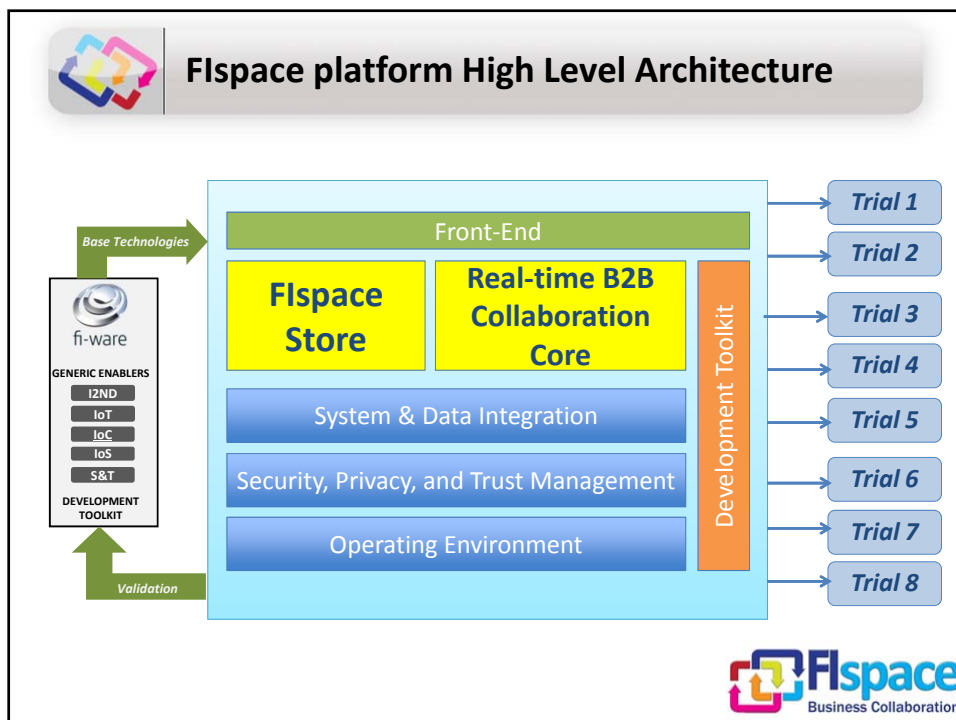 FIspace platform High Level Architecture
Base Technologies
fi-ware
GENERIC ENABLERS
I2ND
IoT
IoC
IoS
S&T
DEVELOPMENT
TOOLKIT
Validation
Front-End
FIspace
Store
Real-time B2B
Collaboration
Core
System & Data Integration
Security, Privacy, and Trust Management
Operating Environment
Development Toolkit
Trial 1
Trial 2
Trial 3
Trial 4
Trial 5
Trial 6
Trial 7
Trial 8
FIspace
Business Collaboration